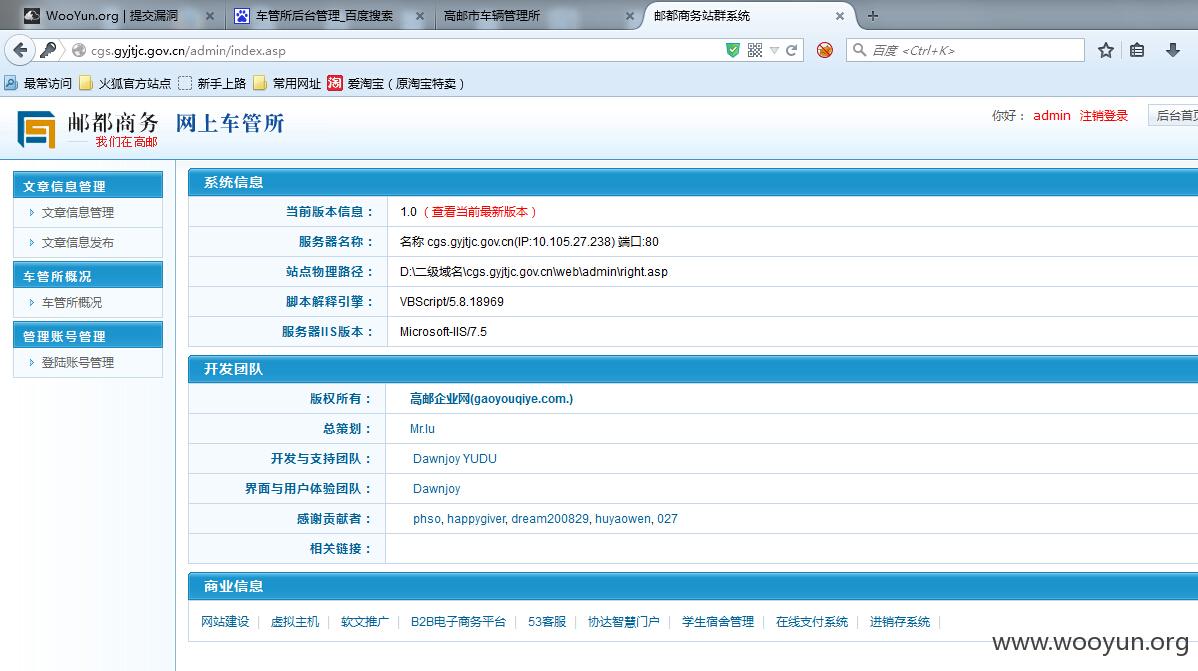 WooYun.org | 提交漏洞 × 车管所后台管理_百度搜索 × 高邮市车辆管理所 × 邮都商务站群系统 × +
cgs.gyjtjc.gov.cn/admin/index.asp 百度 <Ctrl+K>
最常访问 火狐官方站点 新手上路 常用网址 淘 爱淘宝（原淘宝特卖）
邮都商务 网上车管所
我们在高邮
你好： admin 注销登录 后台首页
文章信息管理
文章信息管理
文章信息发布
车管所概况
车管所概况
管理账号管理
登陆账号管理
系统信息
当前版本信息： 1.0 （查看当前最新版本）
服务器名称： 名称 cgs.gyjtjc.gov.cn(IP:10.105.27.238) 端口:80
站点物理路径： D:\二级域名\cgs.gyjtjc.gov.cn\web\admin\right.asp
脚本解释引擎： VBScript/5.8.18969
服务器IIS版本： Microsoft-IIS/7.5
开发团队
版权所有： 高邮企业网(gaoyouqiye.com.)
总策划： Mr.lu
开发与支持团队： Dawnjoy YUDU
界面与用户体验团队： Dawnjoy
感谢贡献者： phso, happygiver, dream200829, huyaowen, 027
相关链接：
商业信息
网站建设 | 虚拟主机 | 软文推广 | B2B电子商务平台 | 53客服 | 协达智慧门户 | 学生宿舍管理 | 在线支付系统 | 进销存系统 |
www.wooyun.org